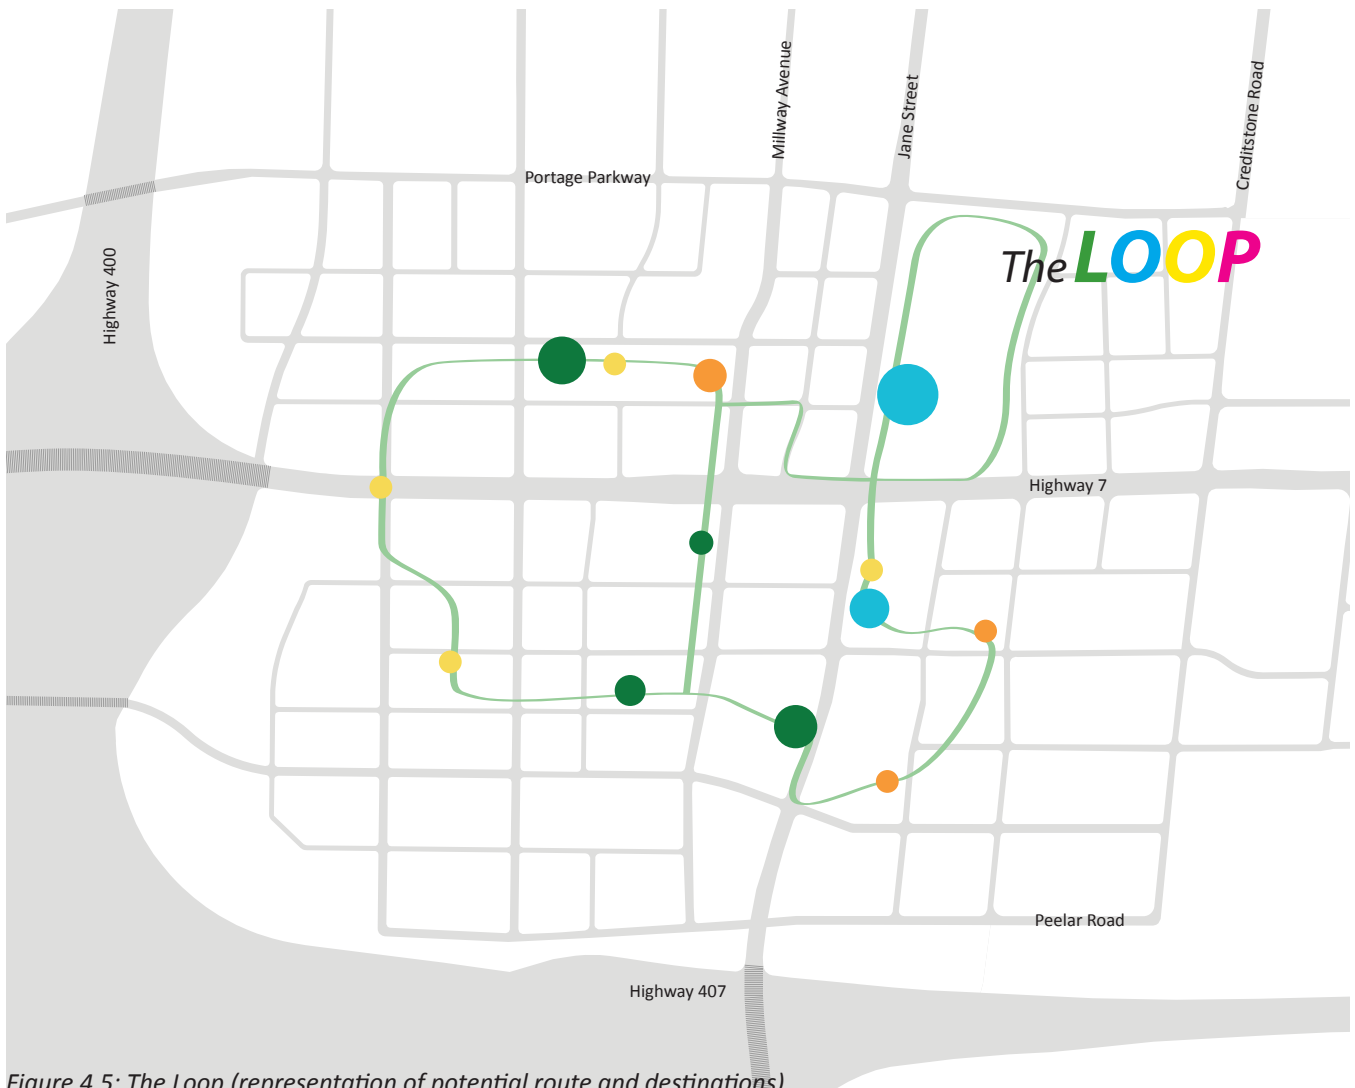 Millway Avenue
Jane Street
Creditstone Road
Portage Parkway
Highway 400
The LOOP
Highway 7
Peelar Road
Highway 407
Figure 4.5: The Loop (representation of potential route and destinations)